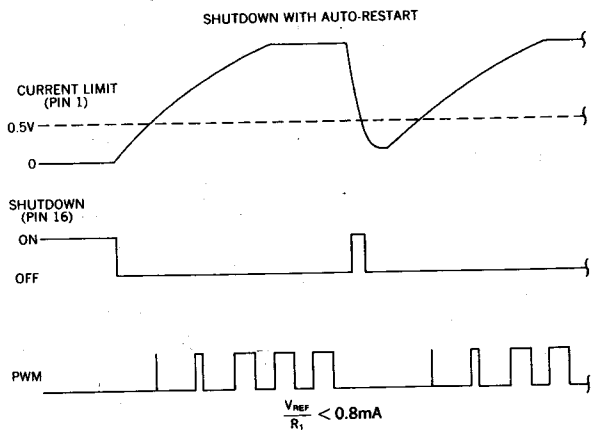 SHUTDOWN WITH AUTO-RESTART
CURRENT LIMIT
(PIN 1)
0.5V
0
SHUTDOWN
(PIN 16)
ON
OFF
PWM
V_REF
R_1
< 0.8mA